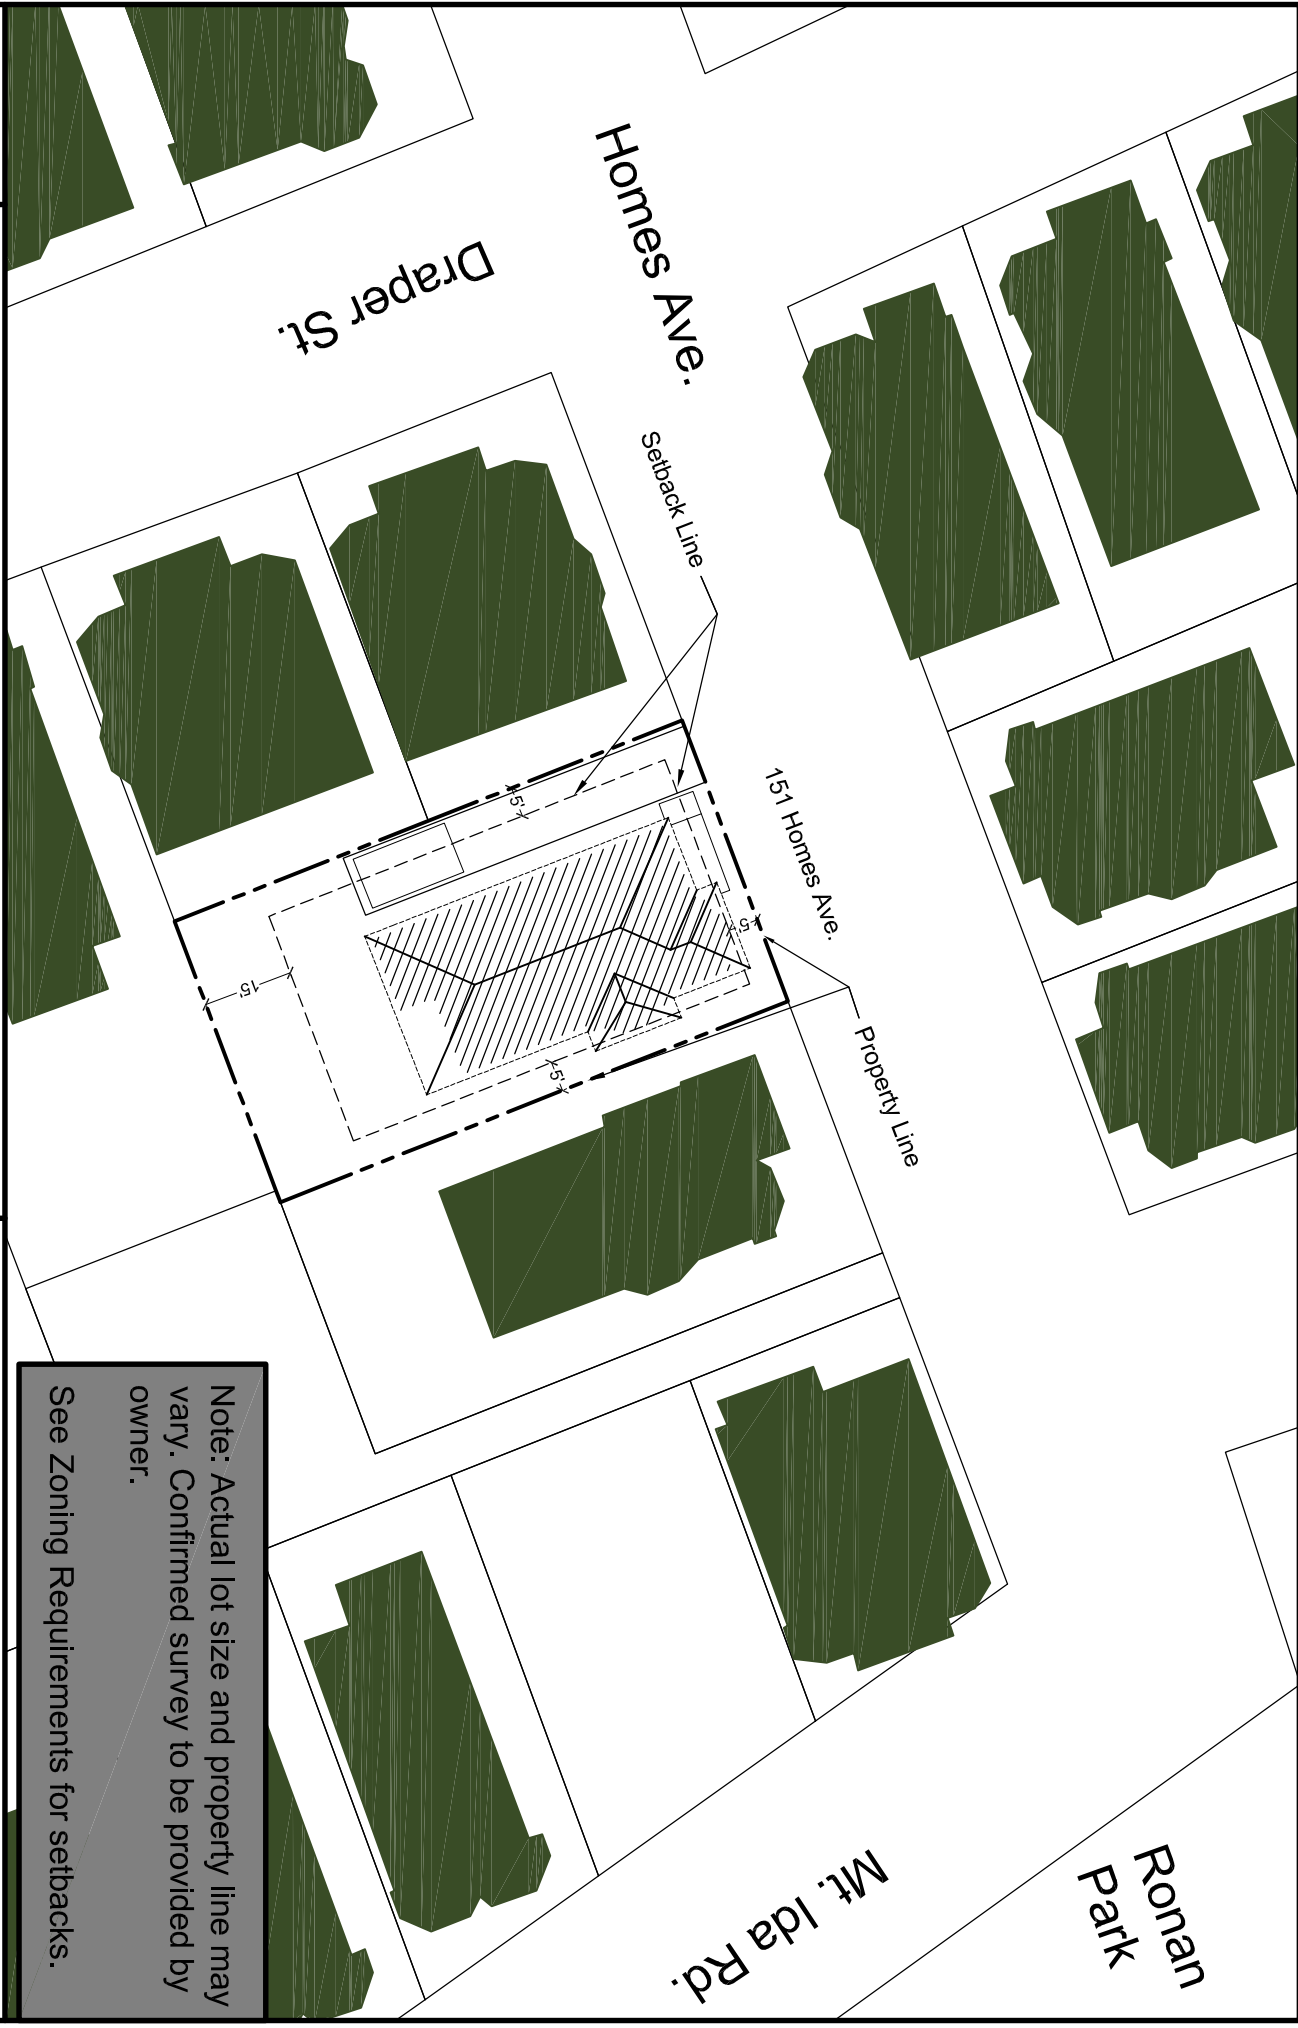 Homes Ave.
Draper St.
Setback Line
151 Homes Ave.
5'
5'
15'
5'
Property Line
Ronan
Park
Mt. Ida Rd.
Note: Actual lot size and property line may
vary. Confirmed survey to be provided by
owner.
See Zoning Requirements for setbacks.